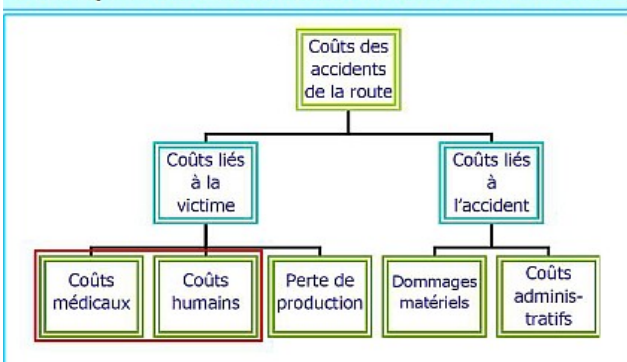 Coûts des
accidents
de la route
Coûts liés
à la
victime
Coûts liés
à
l'accident
Coûts
médicaux
Coûts
humains
Perte de
production
Dommages
matériels
Coûts
adminis-
tratifs